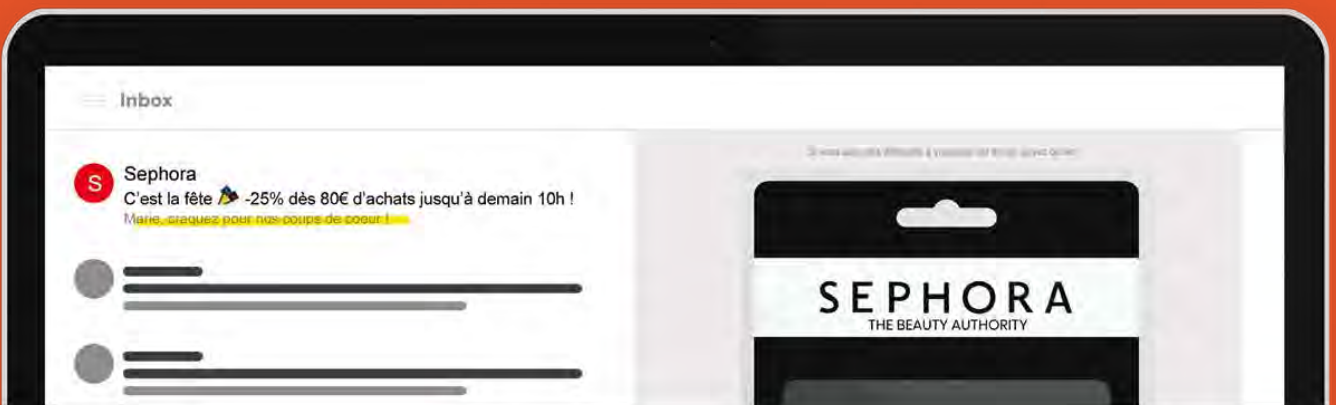 Inbox
S
Sephora
C'est la fête 🎉 -25% dès 80€ d'achats jusqu'à demain 10h !
Marie, craquez pour nos coups de coeur !
SEPHORA
THE BEAUTY AUTHORITY